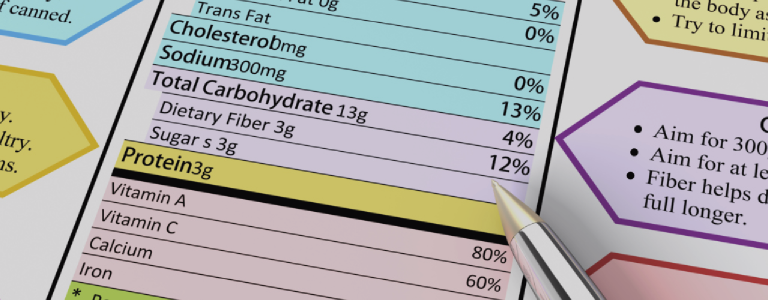 f canned.
y.
ltry.
ns.
Fat 0g 5%
Trans Fat 0%
Cholesterol0mg 0%
Sodium300mg 13%
Total Carbohydrate 13g 4%
Dietary Fiber 3g 12%
Sugar s 3g
Protein3g
Vitamin A 80%
Vitamin C 60%
Calcium
Iron
*
the body as
• Try to limi
• Aim for 300
• Aim for at le
• Fiber helps d
full longer.